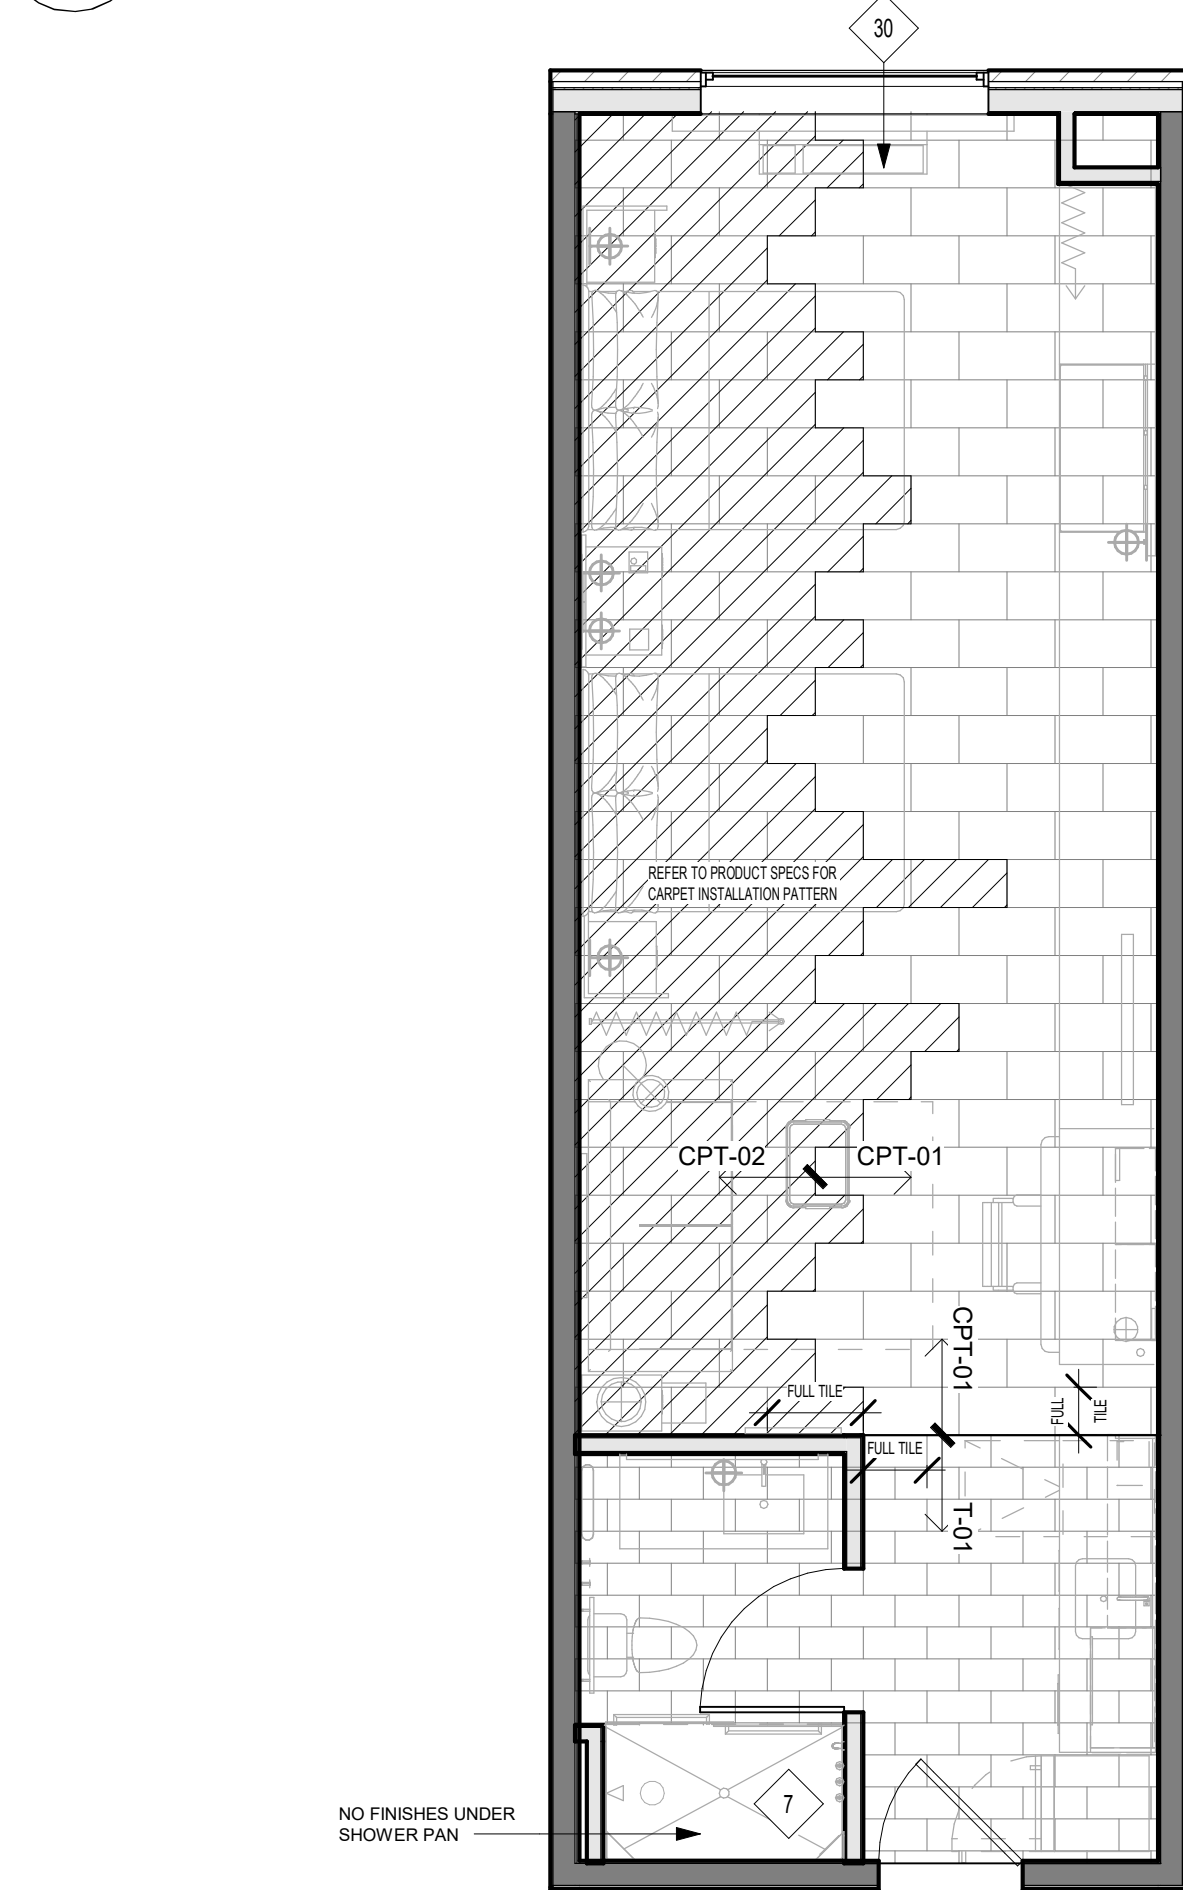 30
REFER TO PRODUCT SPECS FOR
CARPET INSTALLATION PATTERN
CPT-02
CPT-01
CPT-01
FULL TILE
FULL
TILE
FULL TILE
T-01
7
NO FINISHES UNDER
SHOWER PAN